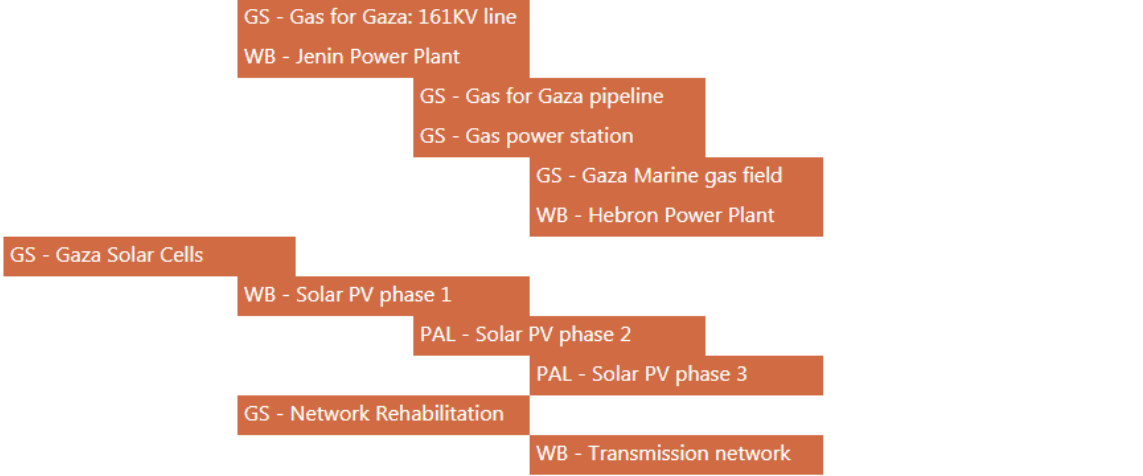 GS - Gas for Gaza: 161KV line
WB - Jenin Power Plant
GS - Gas for Gaza pipeline
GS - Gas power station
GS - Gaza Marine gas field
WB - Hebron Power Plant
GS - Gaza Solar Cells
WB - Solar PV phase 1
PAL - Solar PV phase 2
PAL - Solar PV phase 3
GS - Network Rehabilitation
WB - Transmission network